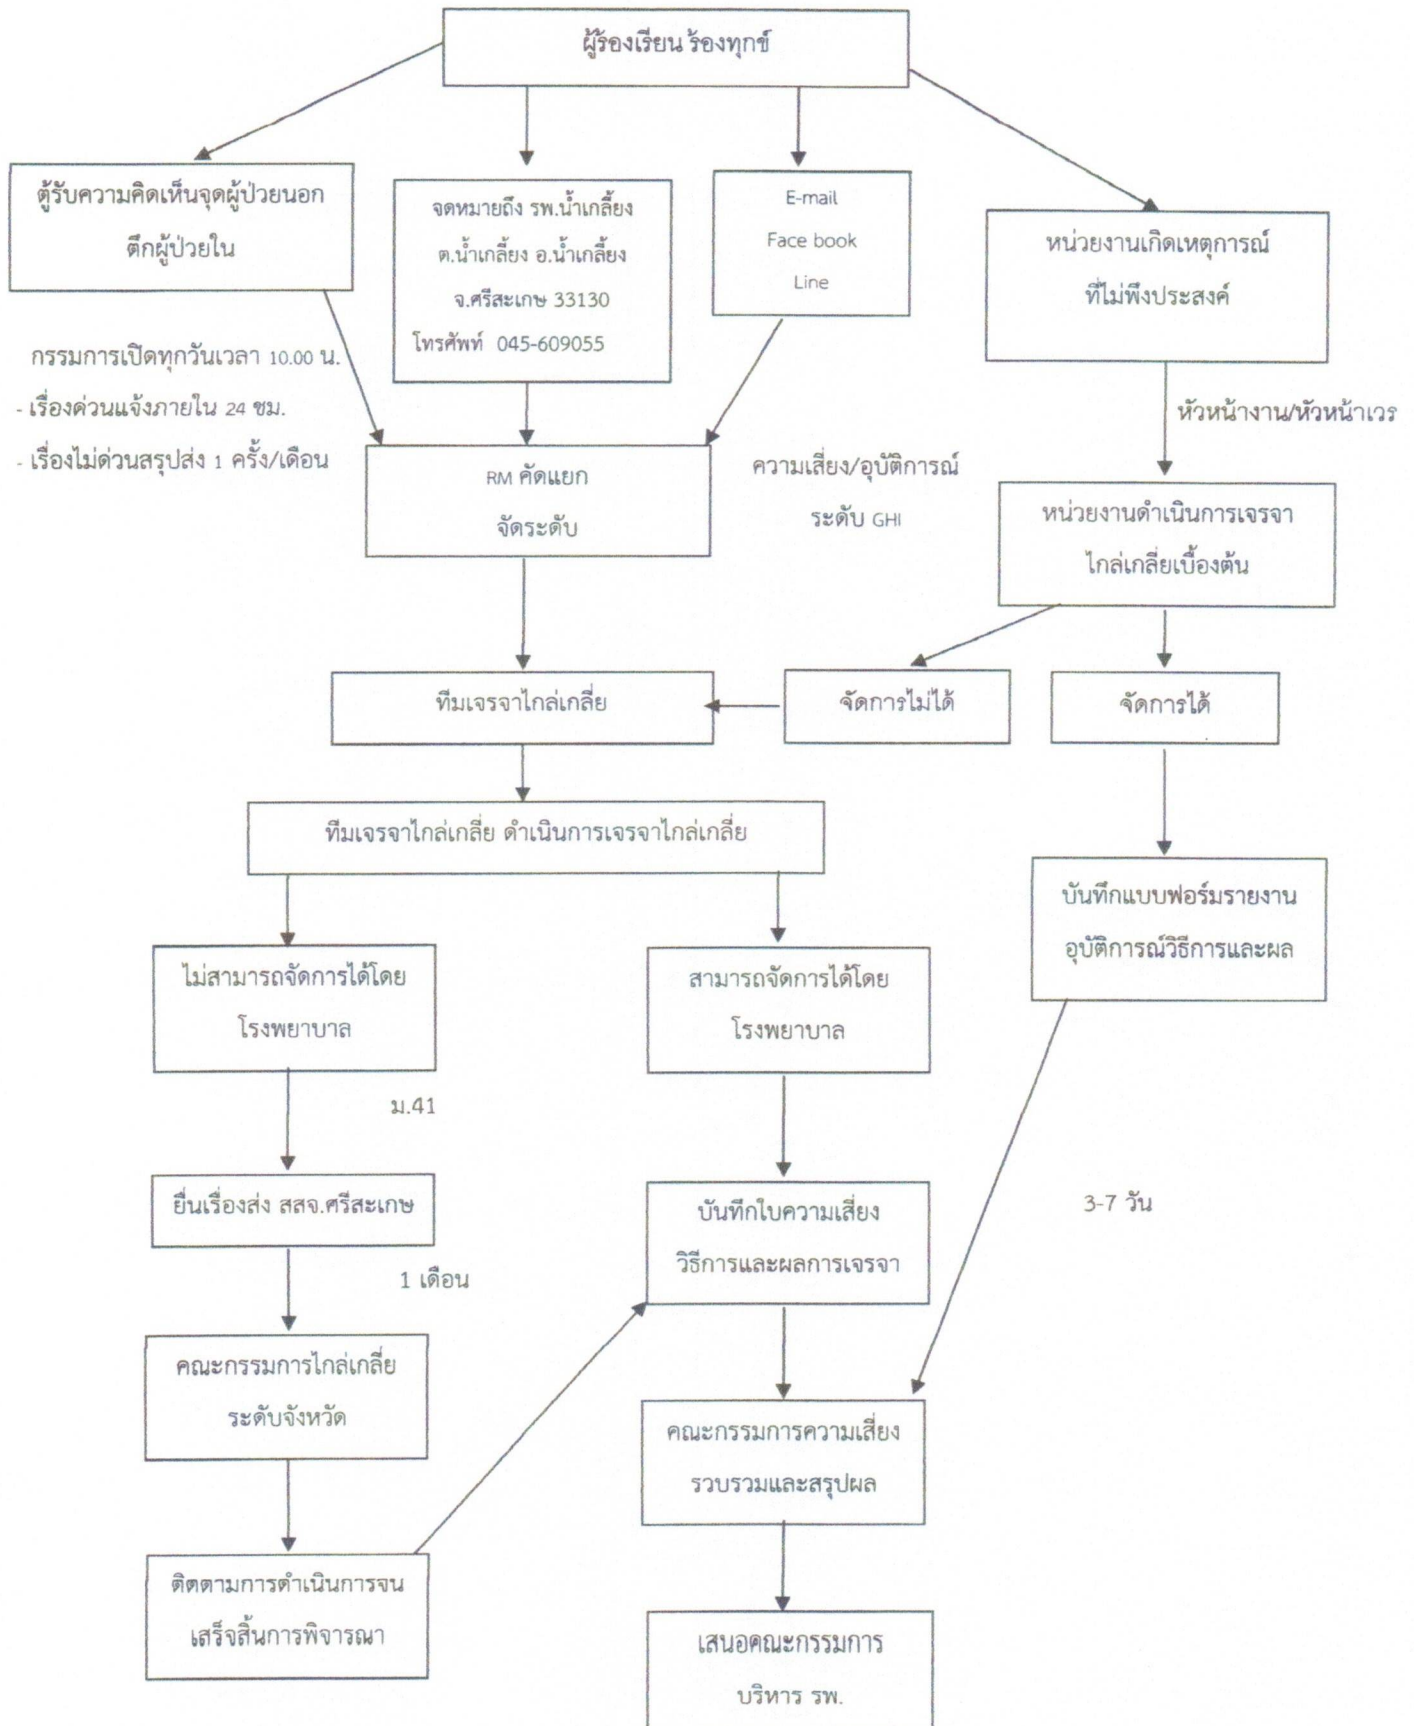 ผู้ร้องเรียน ร้องทุกข์
ตู้รับความคิดเห็นจุดผู้ป่วยนอก
ตึกผู้ป่วยใน
จดหมายถึง รพ.น้ำเกลี้ยง
ต.น้ำเกลี้ยง อ.น้ำเกลี้ยง
จ.ศรีสะเกษ 33130
โทรศัพท์ 045-609055
E-mail
Face book
Line
หน่วยงานเกิดเหตุการณ์
ที่ไม่พึงประสงค์
กรรมการเปิดทุกวันเวลา 10.00 น.
- เรื่องด่วนแจ้งภายใน 24 ชม.
- เรื่องไม่ด่วนสรุปส่ง 1 ครั้ง/เดือน
หัวหน้างาน/หัวหน้าเวร
RM คัดแยก
จัดระดับ
ความเสี่ยง/อุบัติการณ์
ระดับ GHI
หน่วยงานดำเนินการเจรจา
ไกล่เกลี่ยเบื้องต้น
ทีมเจรจาไกล่เกลี่ย
จัดการไม่ได้
จัดการได้
ทีมเจรจาไกล่เกลี่ย ดำเนินการเจรจาไกล่เกลี่ย
บันทึกแบบฟอร์มรายงาน
อุบัติการณ์วิธีการและผล
ไม่สามารถจัดการได้โดย
โรงพยาบาล
สามารถจัดการได้โดย
โรงพยาบาล
ม.41
ยื่นเรื่องส่ง สสจ.ศรีสะเกษ
บันทึกใบความเสี่ยง
วิธีการและผลการเจรจา
3-7 วัน
1 เดือน
คณะกรรมการไกล่เกลี่ย
ระดับจังหวัด
คณะกรรมการความเสี่ยง
รวบรวมและสรุปผล
ติดตามการดำเนินการจน
เสร็จสิ้นการพิจารณา
เสนอคณะกรรมการ
บริหาร รพ.